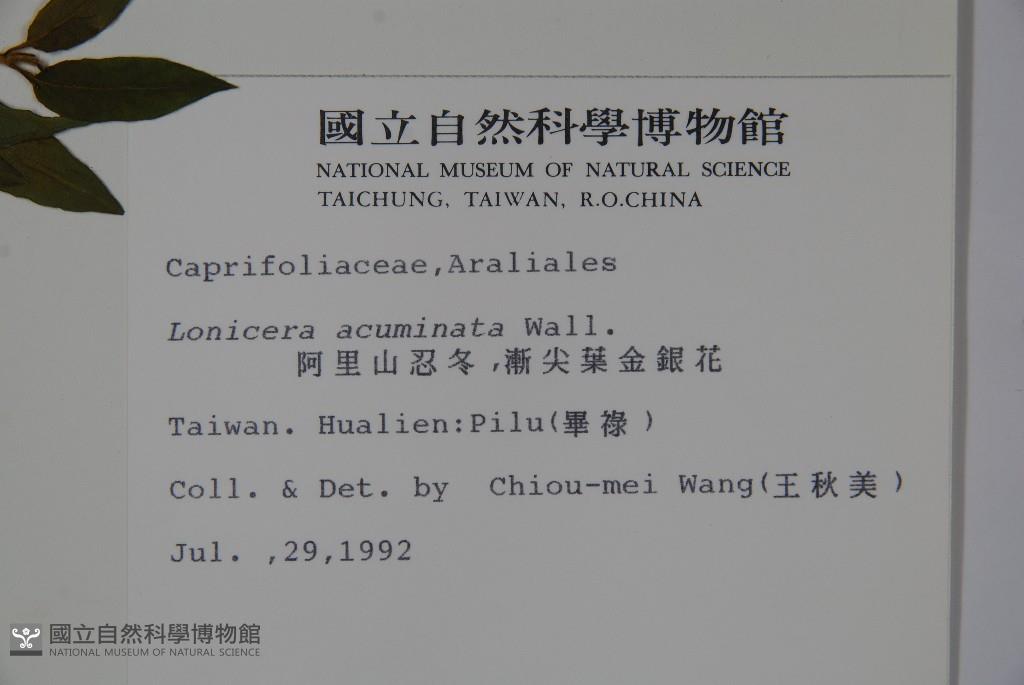 國立自然科學博物館
NATIONAL MUSEUM OF NATURAL SCIENCE
TAICHUNG, TAIWAN, R.O.CHINA
Caprifoliaceae,Araliales
Lonicera acuminata Wall.
阿里山忍冬,漸尖葉金銀花
Taiwan. Hualien:Pilu(畢祿)
Coll. & Det. by Chiou-mei Wang(王秋美)
Jul. ,29,1992
國立自然科學博物館
NATIONAL MUSEUM OF NATURAL SCIENCE